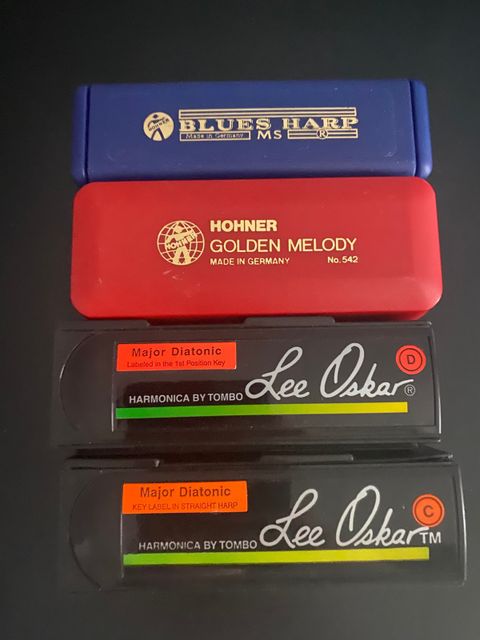 HOHNER
BLUES HARP
Made in Germany MS ®
HOHNER
HOHNER
GOLDEN MELODY
MADE IN GERMANY No.542
Major Diatonic
Labeled in the 1st Position Key
D
HARMONICA BY TOMBO Lee Oskar®
Major Diatonic
KEY LABEL IN STRAIGHT HARP
C
HARMONICA BY TOMBO Lee Oskar TM